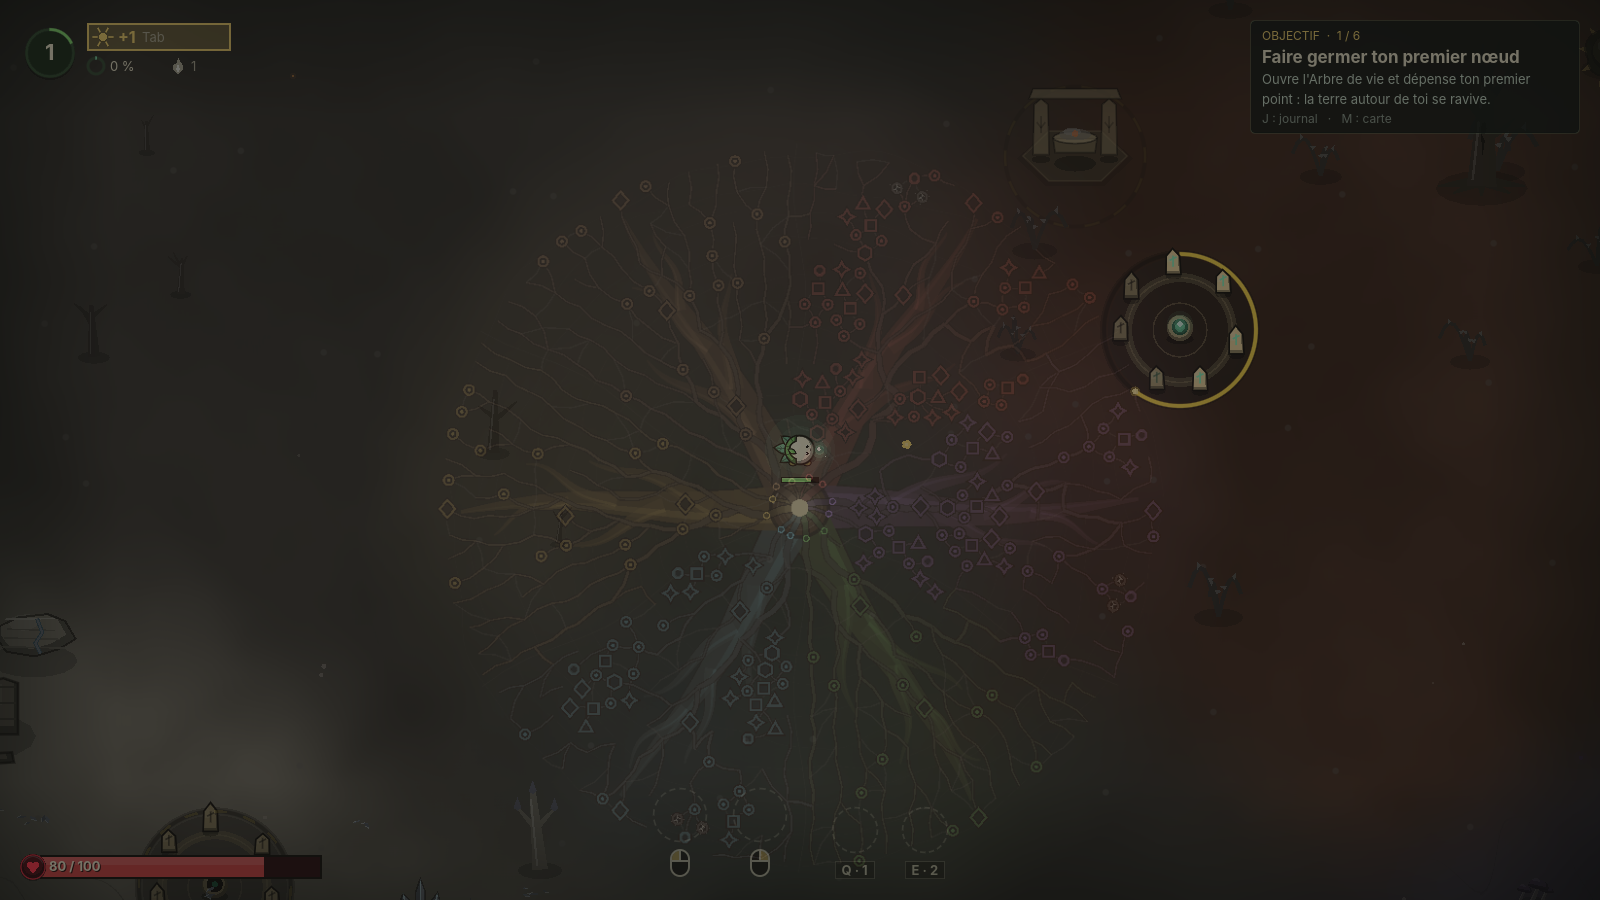 1
+1 Tab
0 %
1
OBJECTIF · 1 / 6
Faire germer ton premier nœud
Ouvre l'Arbre de vie et dépense ton premier
point : la terre autour de toi se ravive.
J : journal · M : carte
80 / 100
Q · 1
E · 2